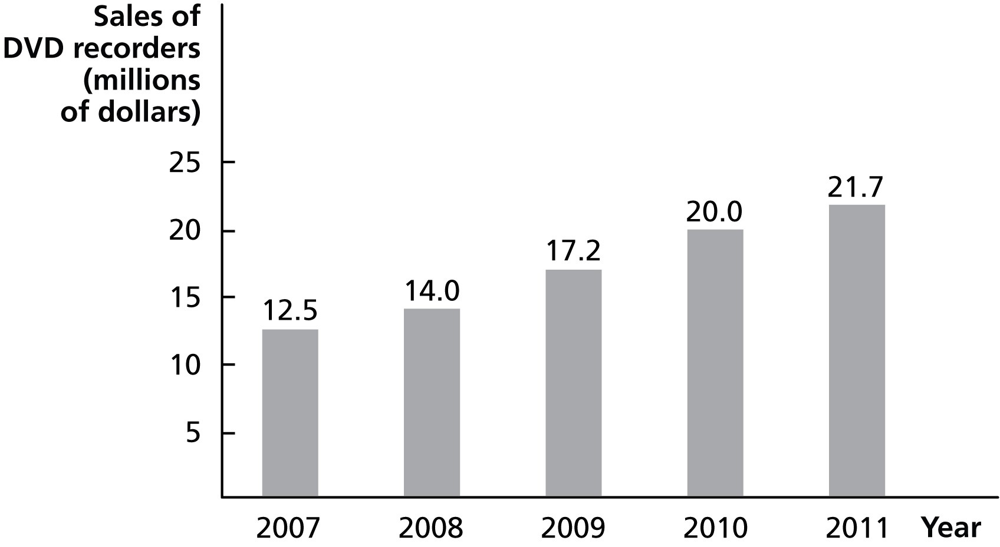 Sales of
DVD recorders
(millions
of dollars)
25
20
15
10
5
12.5
14.0
17.2
20.0
21.7
2007 2008 2009 2010 2011 Year